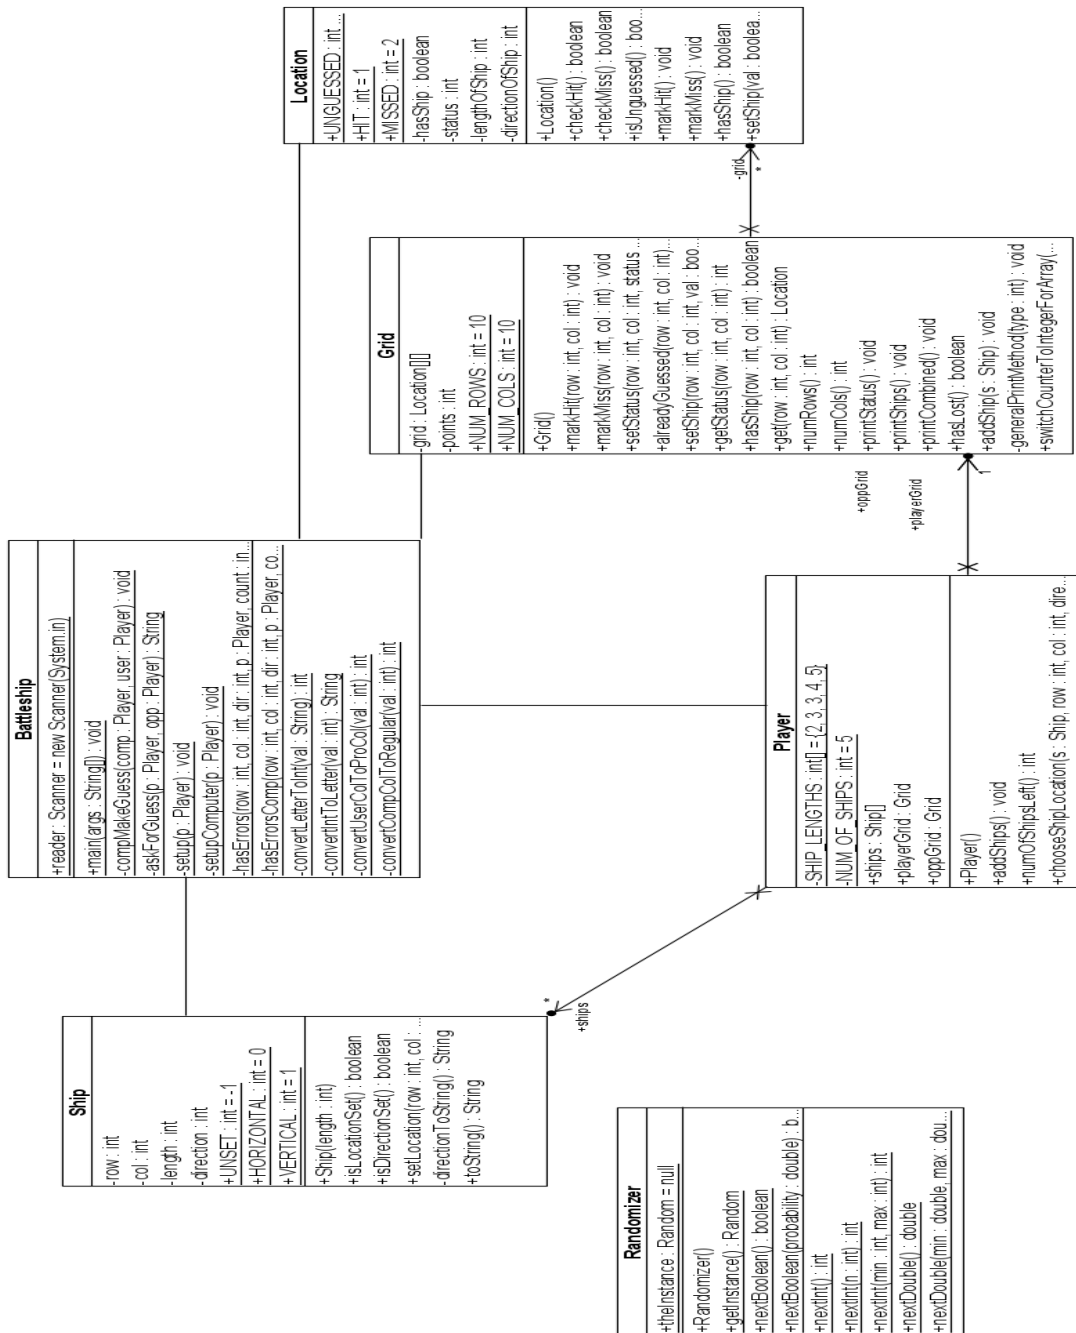 Ship
-row : int
-col : int
-length : int
-direction : int
+UNSET : int = -1
+HORIZONTAL : int = 0
+VERTICAL : int = 1
+Ship(length : int)
+isLocationSet() : boolean
+isDirectionSet() : boolean
+setLocation(row : int, col : ...
-directionToString() : String
+toString() : String
Battleship
+reader : Scanner = new Scanner(System.in)
+main(args : String[]) : void
-compMakeGuess(comp : Player, user : Player) : void
-askForGuess(p : Player, opp : Player) : String
-setup(p : Player) : void
-setupComputer(p : Player) : void
-hasErrors(row : int, col : int, dir : int, p : Player, count : in...
-hasErrorsComp(row : int, col : int, dir : int, p : Player, co...
-convertLetterToInt(val : String) : int
-convertIntToLetter(val : int) : String
-convertUserColToProCol(val : int) : int
-convertCompColToRegular(val : int) : int
Location
+UNGUESSED : int ...
+HIT : int = 1
+MISSED : int = 2
-hasShip : boolean
-status : int
-lengthOfShip : int
-directionOfShip : int
+Location()
+checkHit() : boolean
+checkMiss() : boolean
+isUnguessed() : boo...
+markHit() : void
+markMiss() : void
+hasShip() : boolean
+setShip(val : boolea...
-grid
*
Grid
-grid : Location[][]
-points : int
+NUM_ROWS : int = 10
+NUM_COLS : int = 10
+Grid()
+markHit(row : int, col : int) : void
+markMiss(row : int, col : int) : void
+setStatus(row : int, col : int, status ...
+alreadyGuessed(row : int, col : int)...
+setShip(row : int, col : int, val : boo...
+getStatus(row : int, col : int) : int
+hasShip(row : int, col : int) : boolean
+get(row : int, col : int) : Location
+numRows() : int
+numCols() : int
+printStatus() : void
+printShips() : void
+printCombined() : void
+hasLost() : boolean
+addShip(s : Ship) : void
-generalPrintMethod(type : int) : void
+switchCounterToIntegerForArray(...
+oppGrid
+playerGrid
1
*
+ships
Player
-SHIP_LENGTHS : int[] = {2, 3, 3, 4, 5}
-NUM_OF_SHIPS : int = 5
+ships : Ship[]
+playerGrid : Grid
+oppGrid : Grid
+Player()
+addShips() : void
+numOfShipsLeft() : int
+chooseShipLocation(s : Ship, row : int, col : int, dire...
Randomizer
+theInstance : Random = null
+Randomizer()
+getInstance() : Random
+nextBoolean() : boolean
+nextBoolean(probability : double) : b...
+nextInt() : int
+nextInt(n : int) : int
+nextInt(min : int, max : int) : int
+nextDouble() : double
+nextDouble(min : double, max : dou...